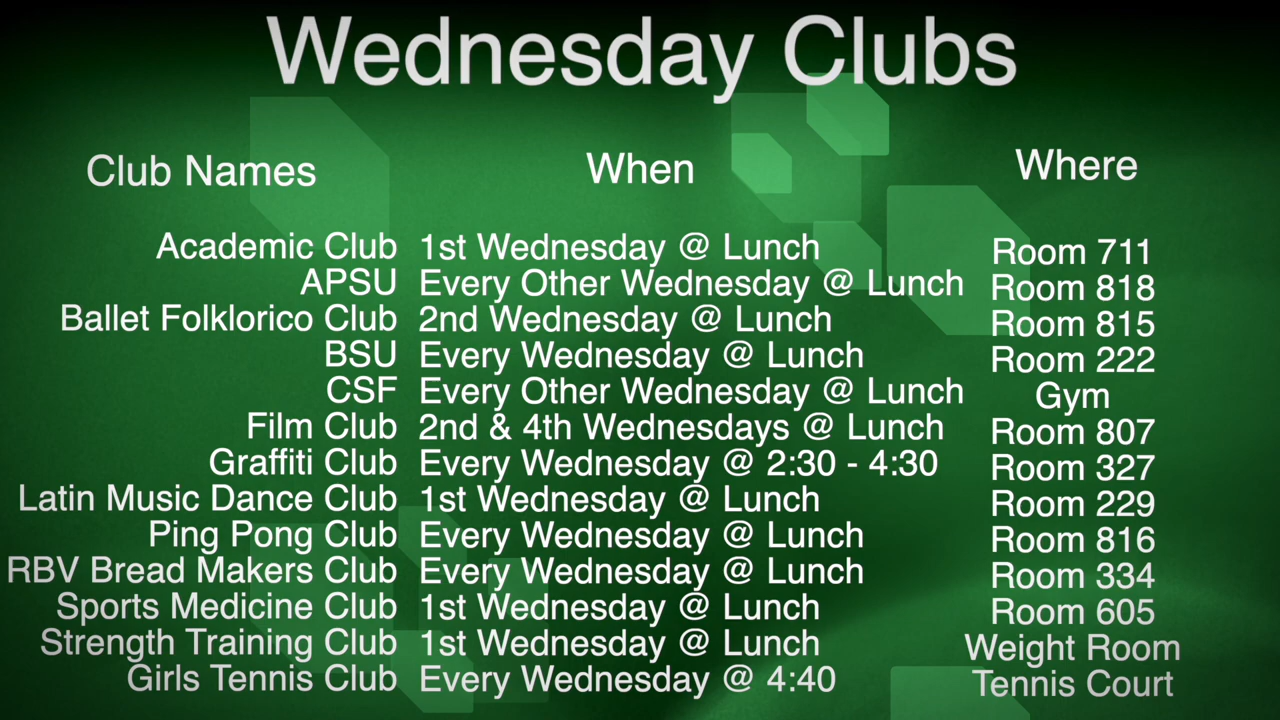 Wednesday Clubs
Club Names When Where
Academic Club 1st Wednesday @ Lunch Room 711
APSU Every Other Wednesday @ Lunch Room 818
Ballet Folklorico Club 2nd Wednesday @ Lunch Room 815
BSU Every Wednesday @ Lunch Room 222
CSF Every Other Wednesday @ Lunch Gym
Film Club 2nd & 4th Wednesdays @ Lunch Room 807
Graffiti Club Every Wednesday @ 2:30 - 4:30 Room 327
Latin Music Dance Club 1st Wednesday @ Lunch Room 229
Ping Pong Club Every Wednesday @ Lunch Room 816
RBV Bread Makers Club Every Wednesday @ Lunch Room 334
Sports Medicine Club 1st Wednesday @ Lunch Room 605
Strength Training Club 1st Wednesday @ Lunch Weight Room
Girls Tennis Club Every Wednesday @ 4:40 Tennis Court